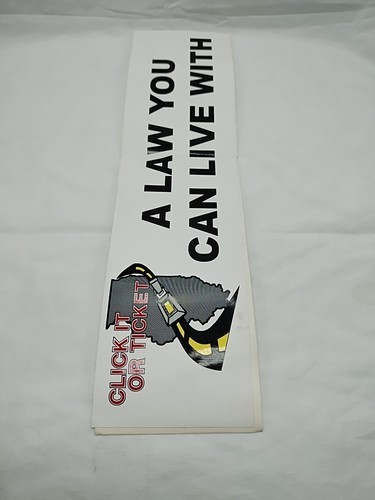 CLICK IT
OR TICKET
A LAW YOU
CAN LIVE WITH